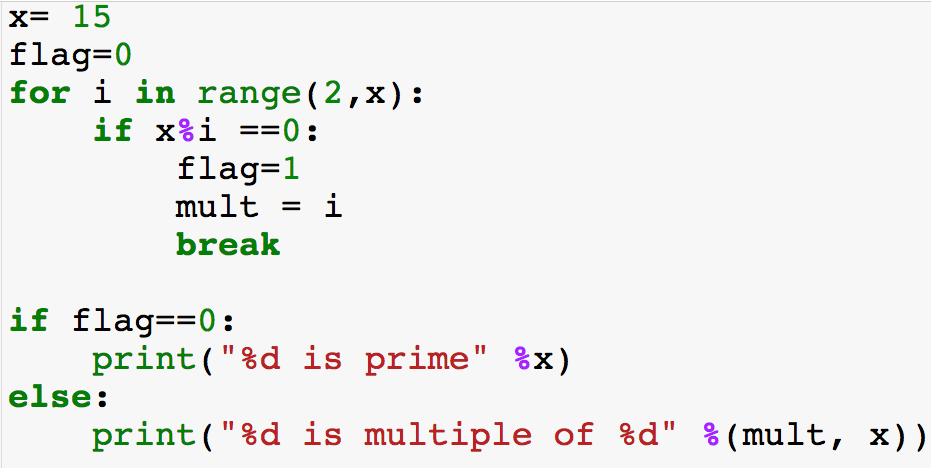 x= 15
flag=0
for i in range(2,x):
    if x%i ==0:
        flag=1
        mult = i
        break

if flag==0:
    print("%d is prime" %x)
else:
    print("%d is multiple of %d" %(mult, x))